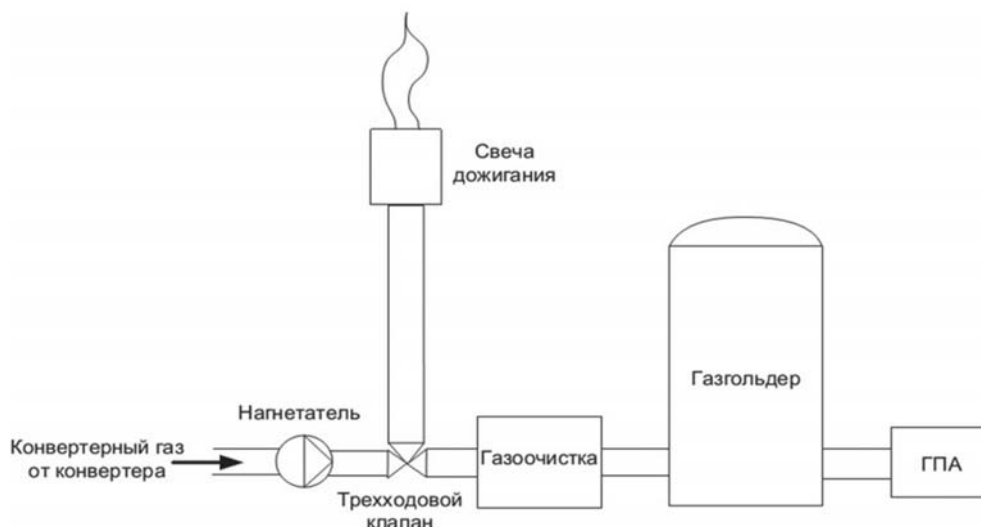 Свеча
дожигания
Газгольдер
Нагнетатель
Конвертерный газ
от конвертера
Газоочистка
ГПА
Трехходовой
клапан